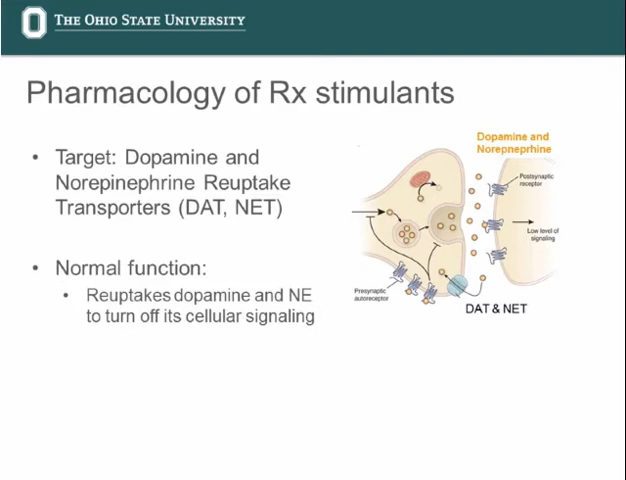 THE OHIO STATE UNIVERSITY
Pharmacology of Rx stimulants
• Target: Dopamine and
Norepinephrine Reuptake
Transporters (DAT, NET)
• Normal function:
• Reuptakes dopamine and NE
to turn off its cellular signaling
Dopamine and
Norepneprhine
Postsynaptic
receptor
Low level of
signaling
Presynaptic
autoreceptor
DAT & NET